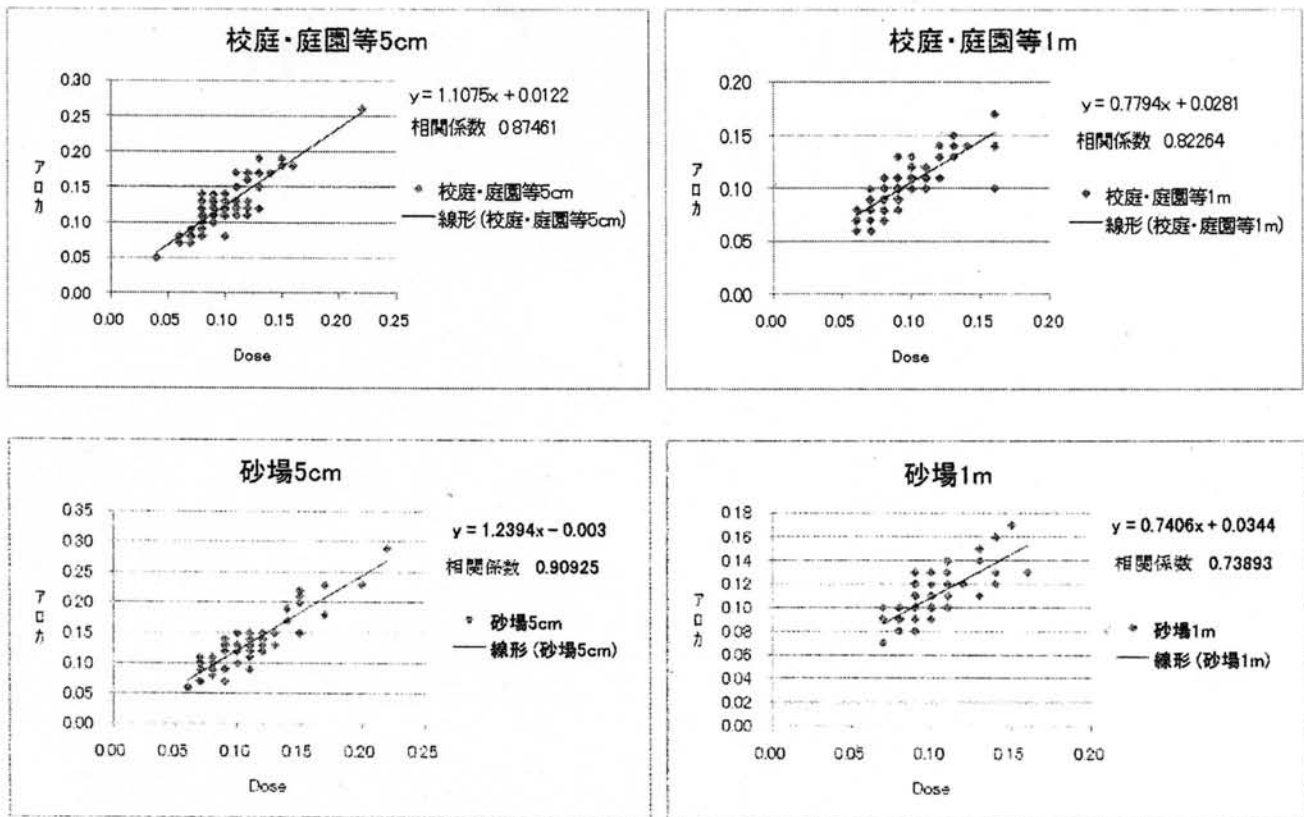 校庭・庭園等5cm
0.30
0.25
0.20
0.15
0.10
0.05
0.00
アロカ
0.00 0.05 0.10 0.15 0.20 0.25
Dose
y = 1.1075x + 0.0122
相関係数 0.87461
校庭・庭園等5cm
線形(校庭・庭園等5cm)
校庭・庭園等1m
0.20
0.15
0.10
0.05
0.00
アロカ
0.00 0.05 0.10 0.15 0.20
Dose
y = 0.7794x + 0.0281
相関係数 0.82264
校庭・庭園等1m
線形(校庭・庭園等1m)
砂場5cm
0.35
0.30
0.25
0.20
0.15
0.10
0.05
0.00
アロカ
0.00 0.05 0.10 0.15 0.20 0.25
Dose
y = 1.2394x − 0.003
相関係数 0.90925
砂場5cm
線形(砂場5cm)
砂場1m
0.18
0.16
0.14
0.12
0.10
0.08
0.06
0.04
0.02
0.00
アロカ
0.00 0.05 0.10 0.15 0.20
Dose
y = 0.7406x + 0.0344
相関係数 0.73893
砂場1m
線形(砂場1m)